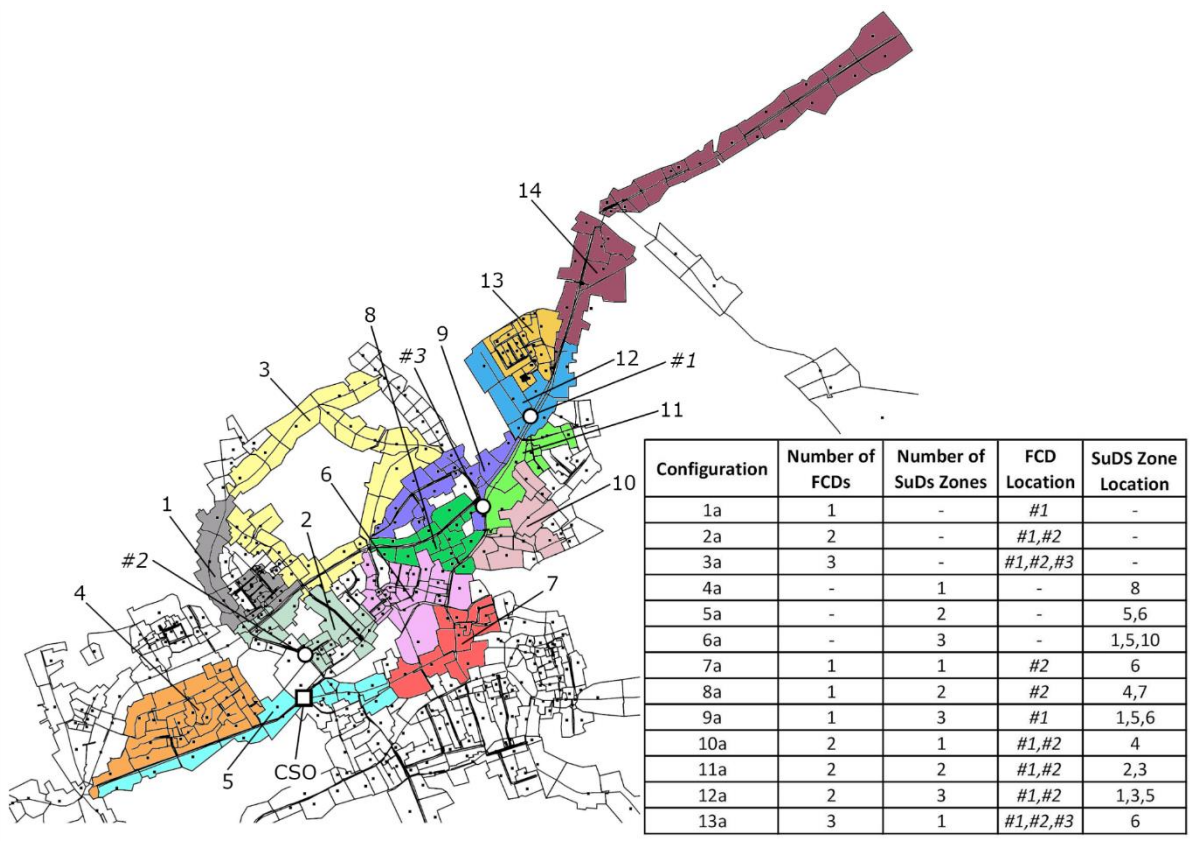 14
13
8
9
#3
12
#1
3
11
6
10
1
2
#2
7
4
5
CSO
Configuration | Number of FCDs | Number of SuDs Zones | FCD Location | SuDS Zone Location
1a | 1 | - | #1 | -
2a | 2 | - | #1,#2 | -
3a | 3 | - | #1,#2,#3 | -
4a | - | 1 | - | 8
5a | - | 2 | - | 5,6
6a | - | 3 | - | 1,5,10
7a | 1 | 1 | #2 | 6
8a | 1 | 2 | #2 | 4,7
9a | 1 | 3 | #1 | 1,5,6
10a | 2 | 1 | #1,#2 | 4
11a | 2 | 2 | #1,#2 | 2,3
12a | 2 | 3 | #1,#2 | 1,3,5
13a | 3 | 1 | #1,#2,#3 | 6